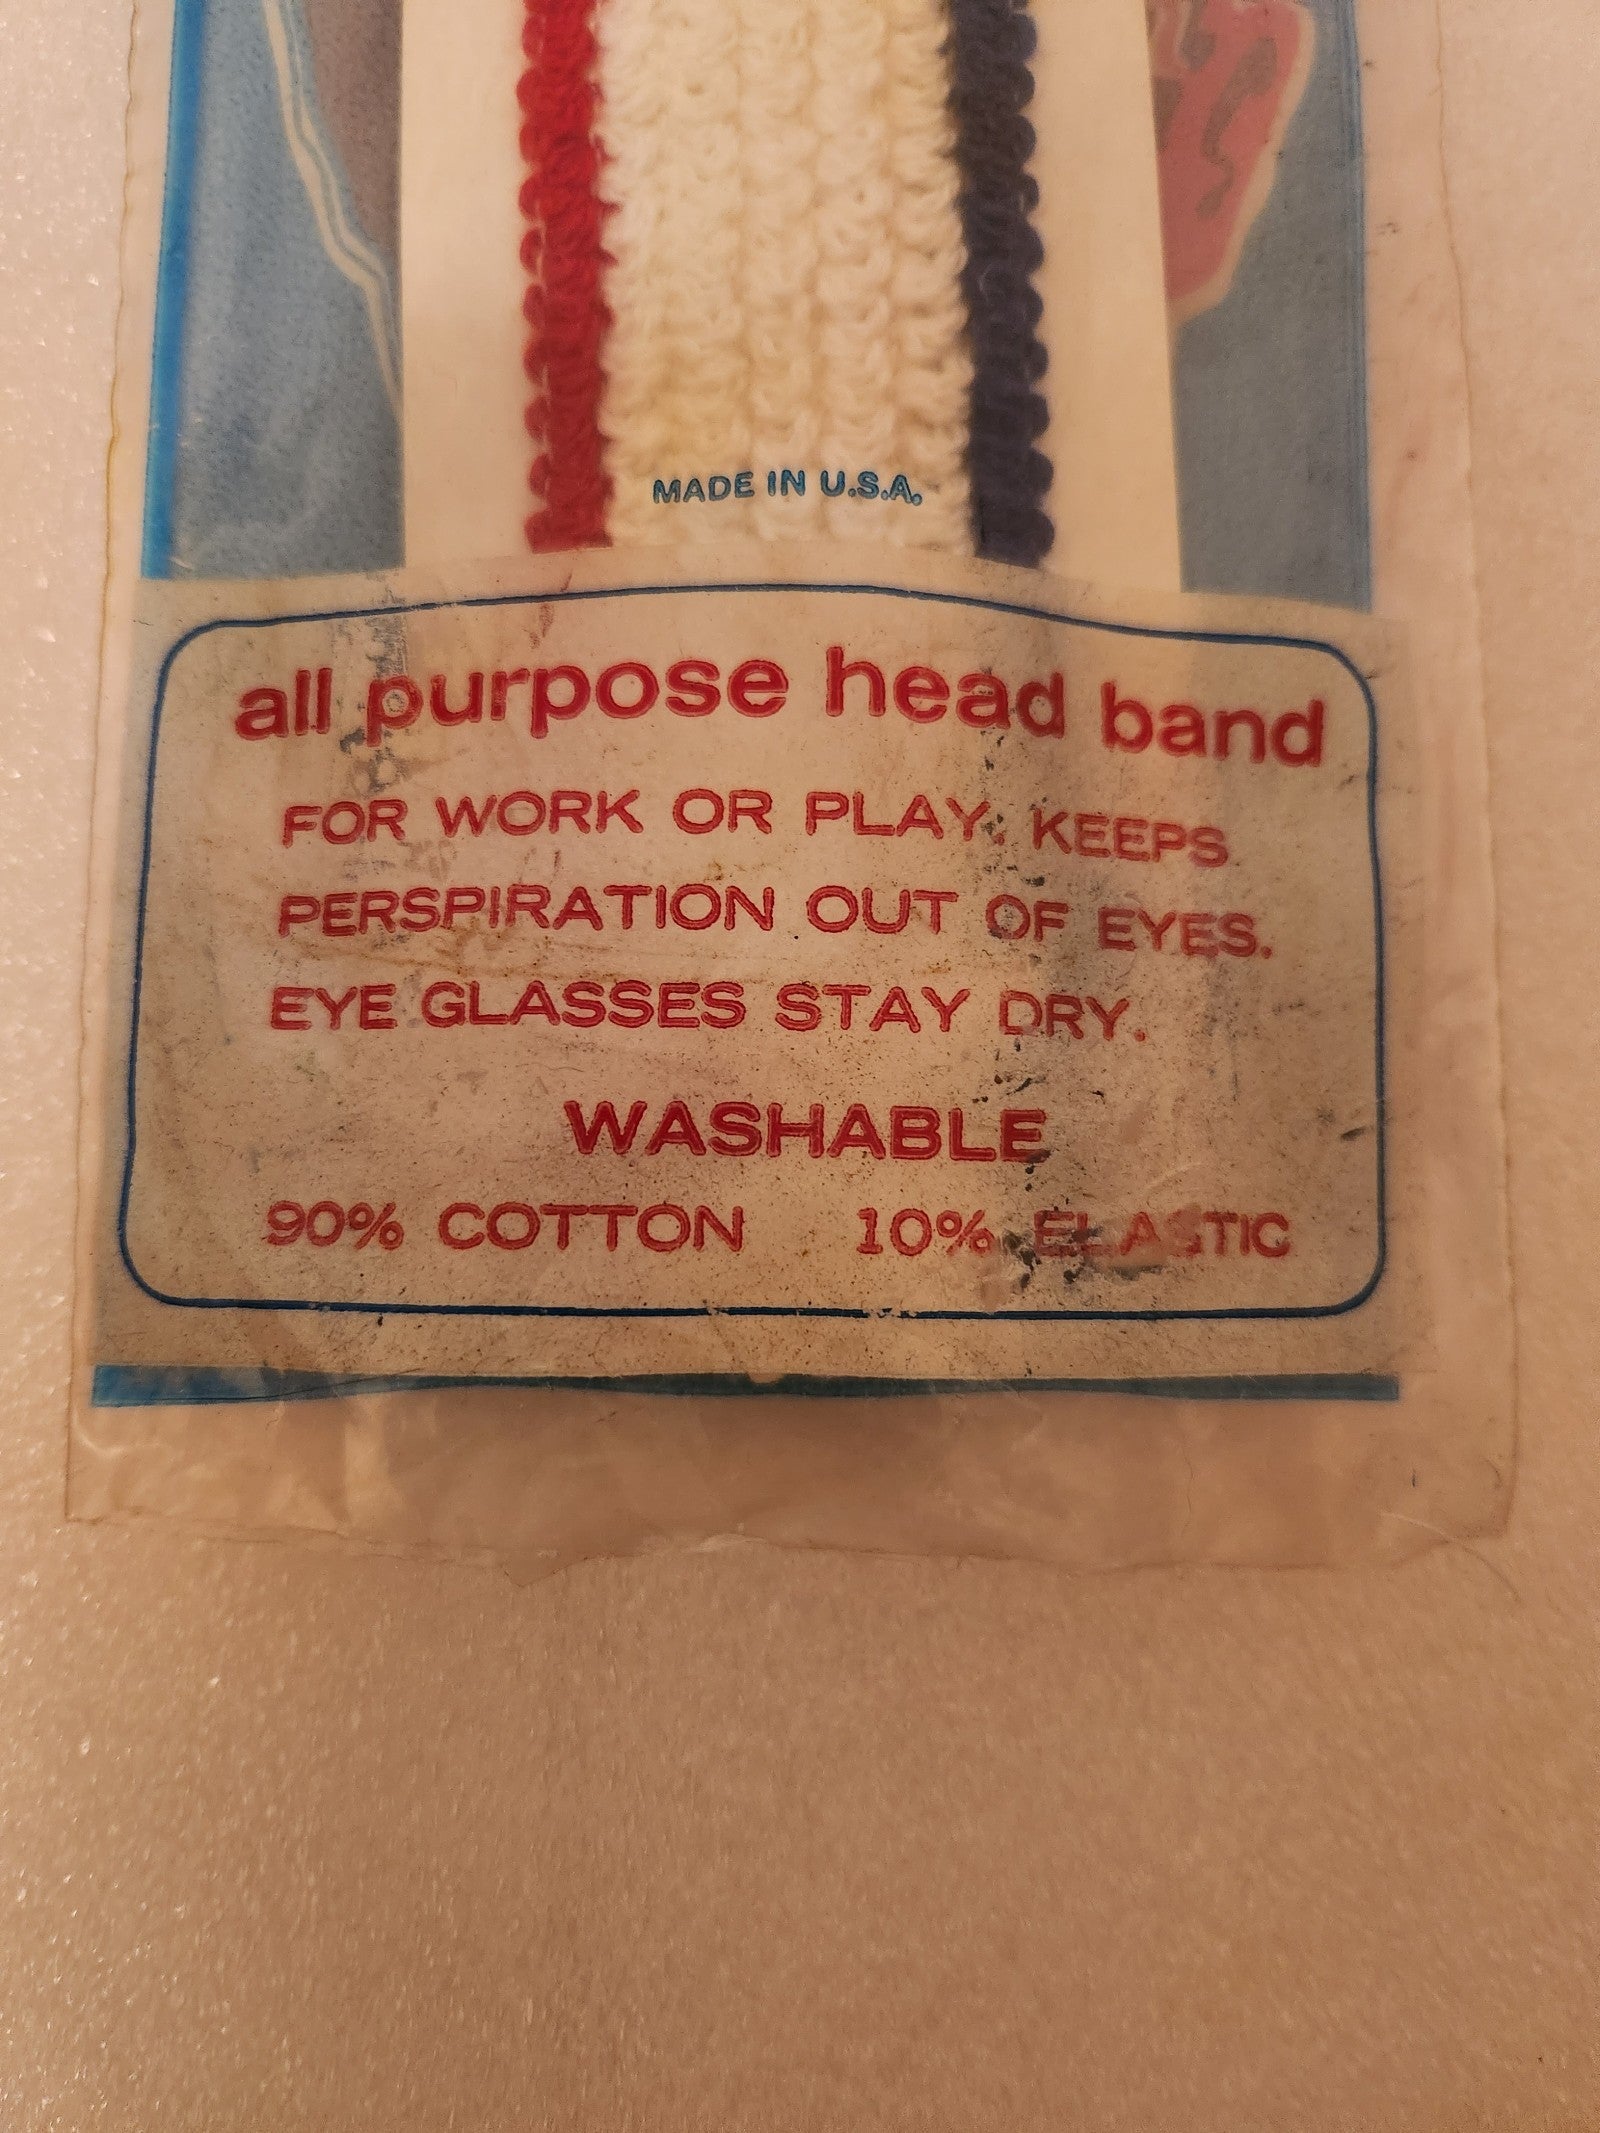 MADE IN U.S.A.
all purpose head band
FOR WORK OR PLAY. KEEPS
PERSPIRATION OUT OF EYES.
EYE GLASSES STAY DRY.
WASHABLE
90% COTTON 10% ELASTIC